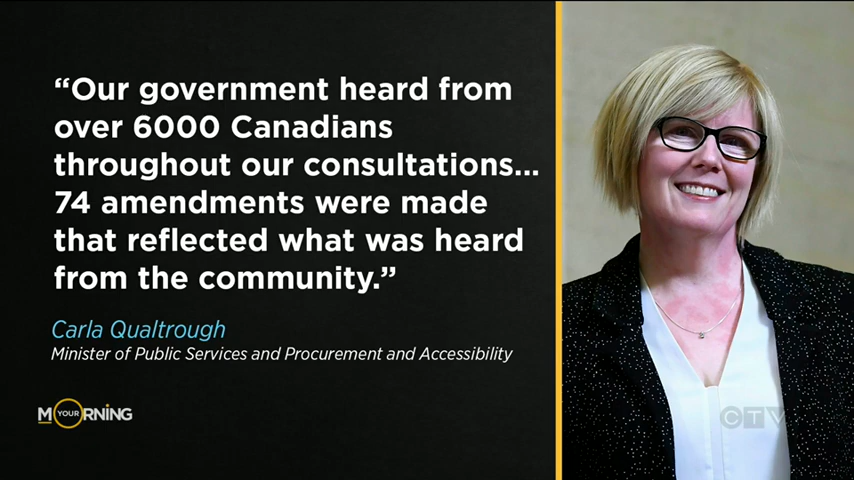 “Our government heard from
over 6000 Canadians
throughout our consultations...
74 amendments were made
that reflected what was heard
from the community.”
Carla Qualtrough
Minister of Public Services and Procurement and Accessibility
YOUR MORNING
CTV